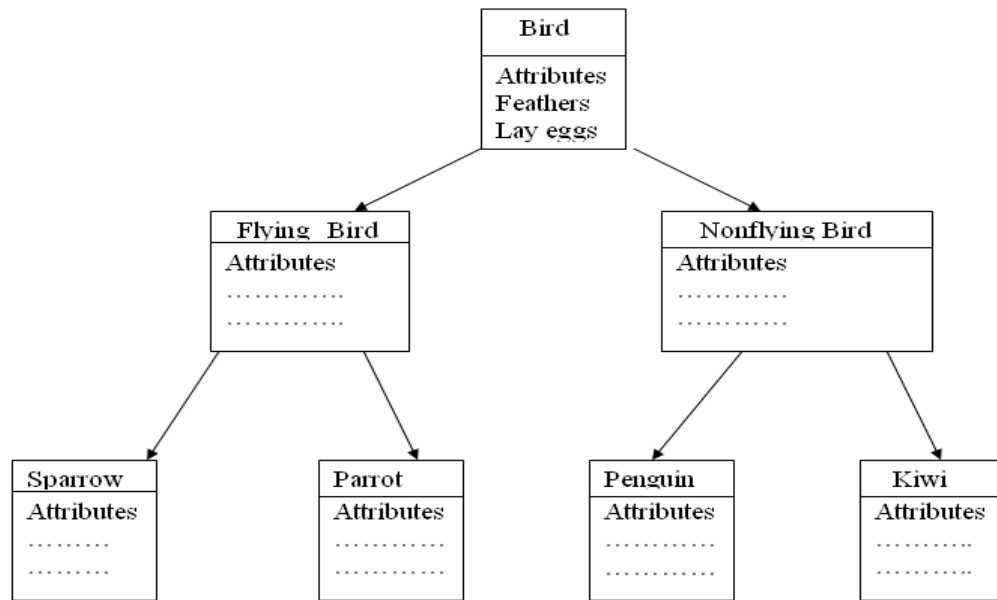 Bird
Attributes
Feathers
Lay eggs
Flying Bird
Attributes
………….
………….
Nonflying Bird
Attributes
…………
…………
Sparrow
Attributes
………
………
Parrot
Attributes
…………
…………
Penguin
Attributes
…………
…………
Kiwi
Attributes
………..
………..